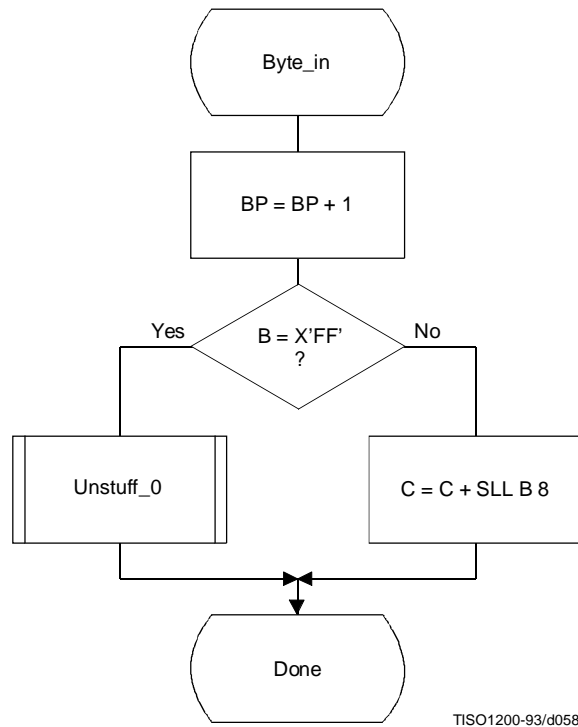 Byte_in
BP = BP + 1
Yes
B = X'FF'
?
No
Unstuff_0
C = C + SLL B 8
Done
TISO1200-93/d058